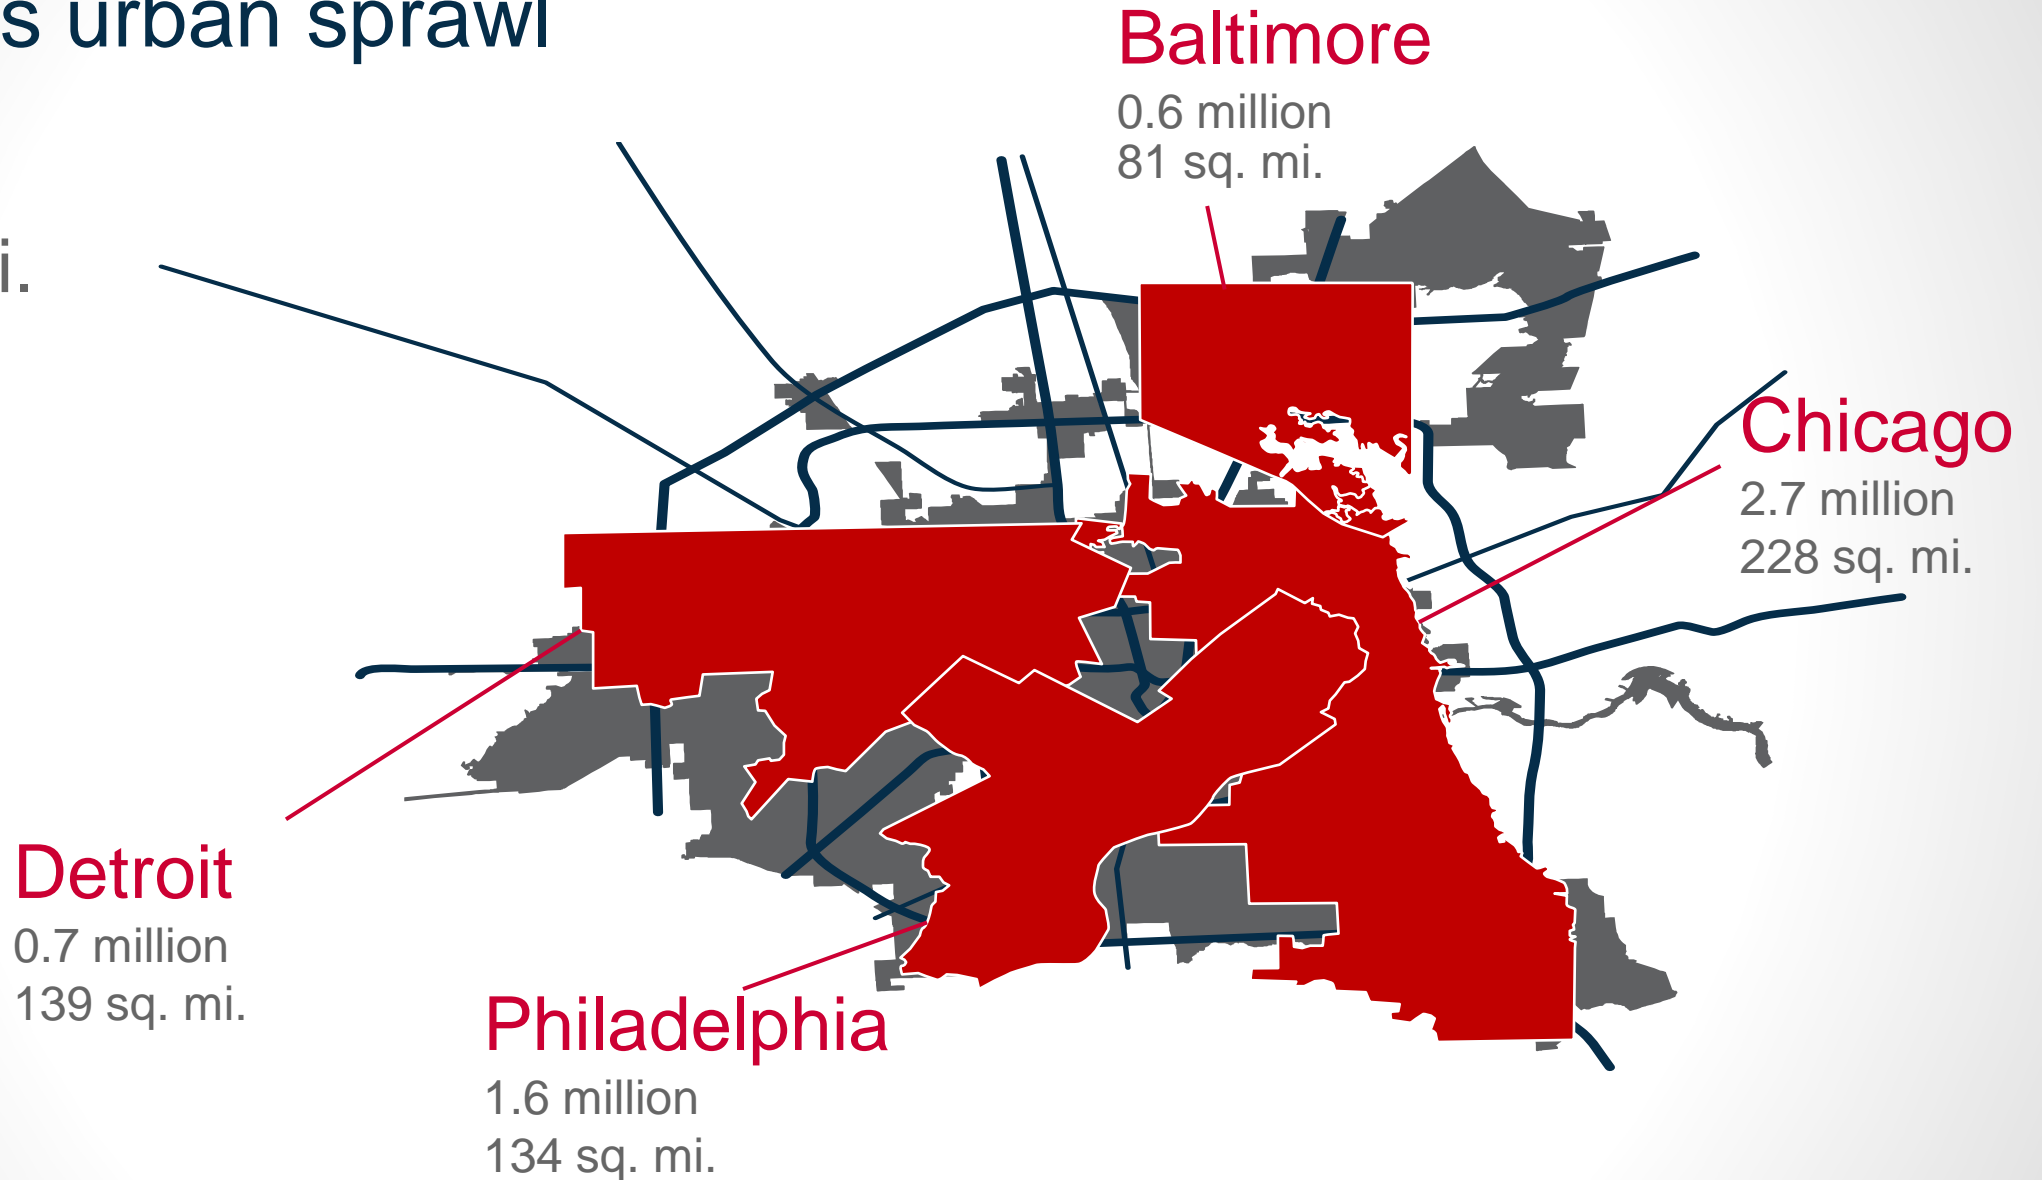 s urban sprawl
i.
Baltimore
0.6 million
81 sq. mi.
Chicago
2.7 million
228 sq. mi.
Detroit
0.7 million
139 sq. mi.
Philadelphia
1.6 million
134 sq. mi.